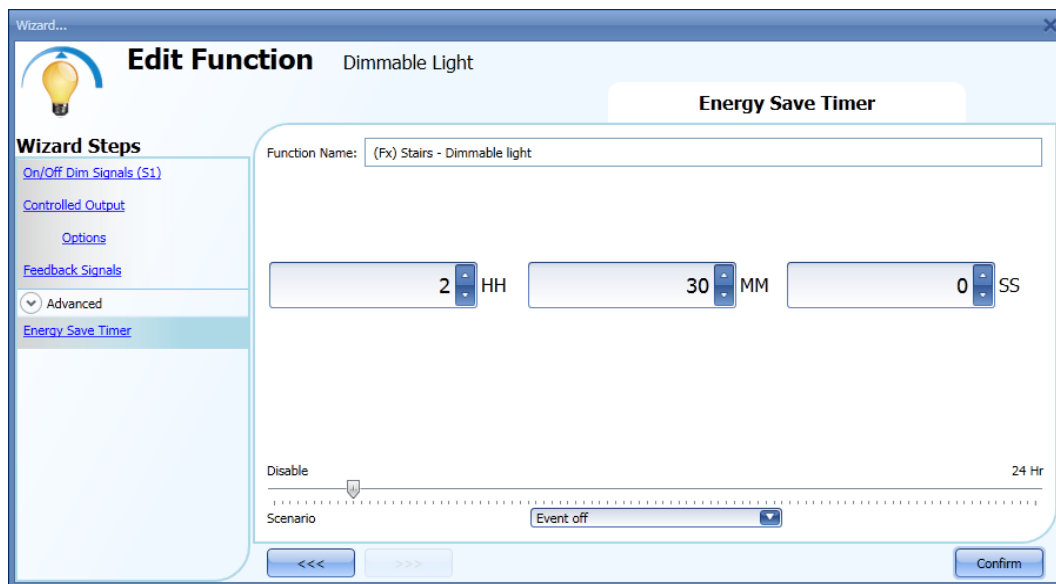 Wizard...
Edit Function Dimmable Light
Energy Save Timer
Wizard Steps
On/Off Dim Signals (S1)
Controlled Output
Options
Feedback Signals
Advanced
Energy Save Timer
Function Name: (Fx) Stairs - Dimmable light
2 HH 30 MM 0 SS
Disable 24 Hr
Scenario Event off
<<< >>> Confirm